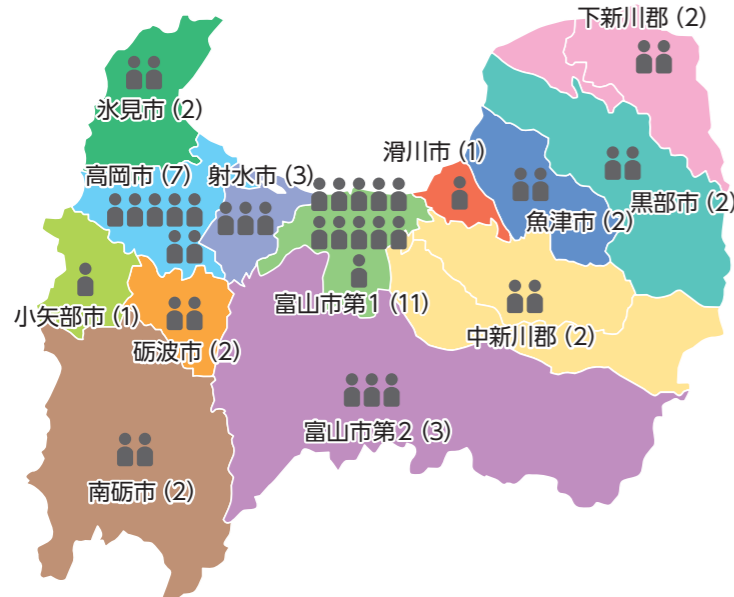 下新川郡 (2)
氷見市 (2)
高岡市 (7)
射水市 (3)
滑川市 (1)
黒部市 (2)
魚津市 (2)
小矢部市 (1)
砺波市 (2)
富山市第1 (11)
中新川郡 (2)
富山市第2 (3)
南砺市 (2)